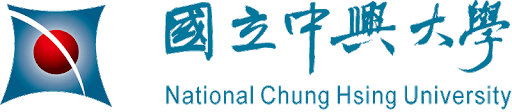 國立中興大學
National Chung Hsing University